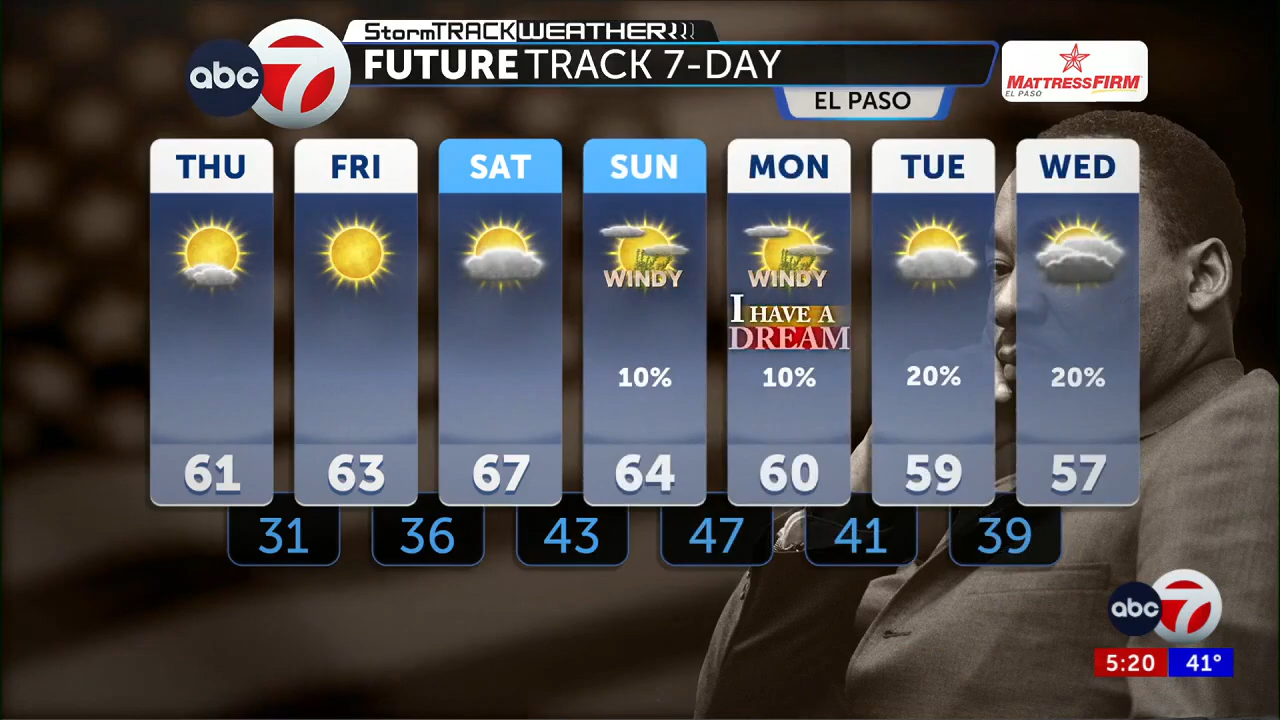 StormTRACK WEATHER
abc 7
FUTURE TRACK 7-DAY
MATTRESSFIRM
EL PASO
EL PASO
THU FRI SAT SUN MON TUE WED
WINDY WINDY
I HAVE A
DREAM
10% 10% 20% 20%
61 63 67 64 60 59 57
31 36 43 47 41 39
abc 7
5:20 41°